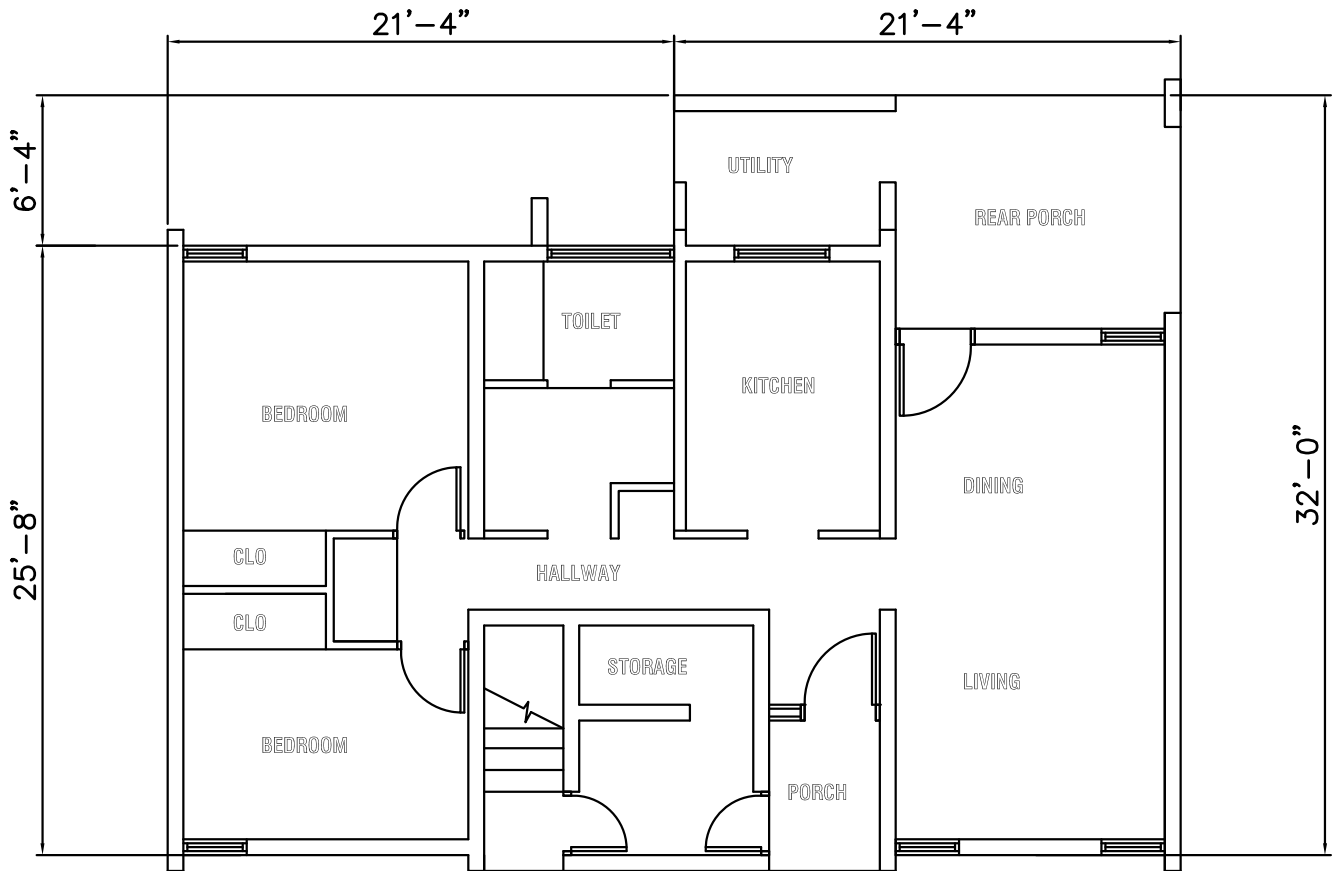 21'-4"
21'-4"
6'-4"
UTILITY
REAR PORCH
TOILET
KITCHEN
BEDROOM
DINING
32'-0"
25'-8"
CLO
HALLWAY
CLO
STORAGE
LIVING
BEDROOM
PORCH